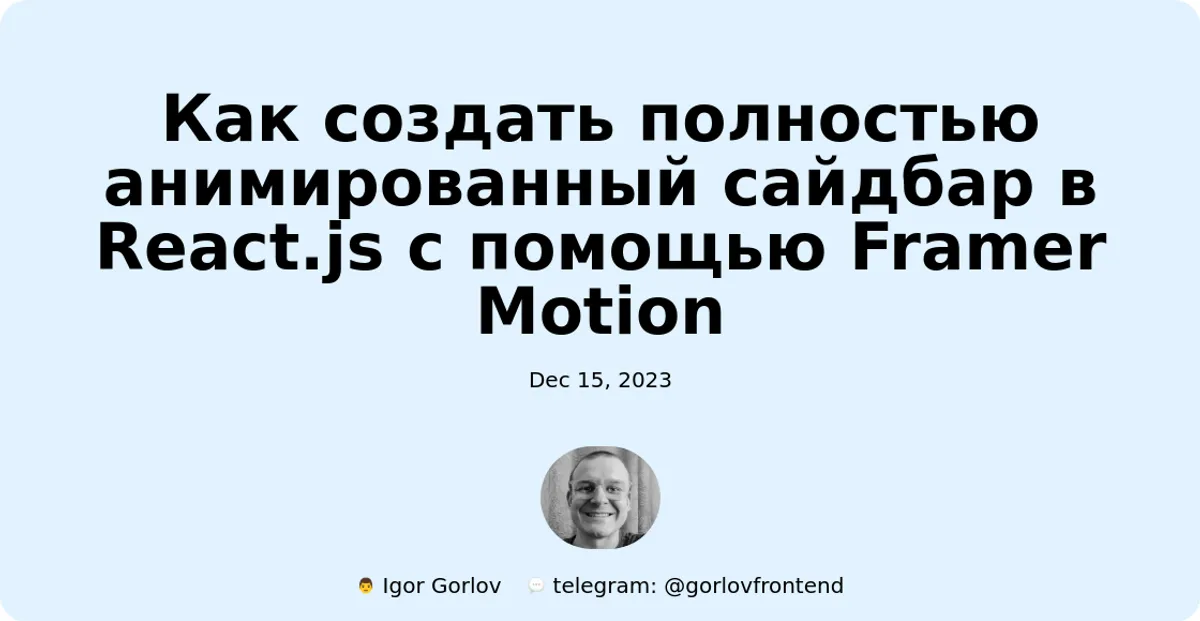 Как создать полностью
анимированный сайдбар в
React.js с помощью Framer
Motion
Dec 15, 2023
👨 Igor Gorlov 💬 telegram: @gorlovfrontend